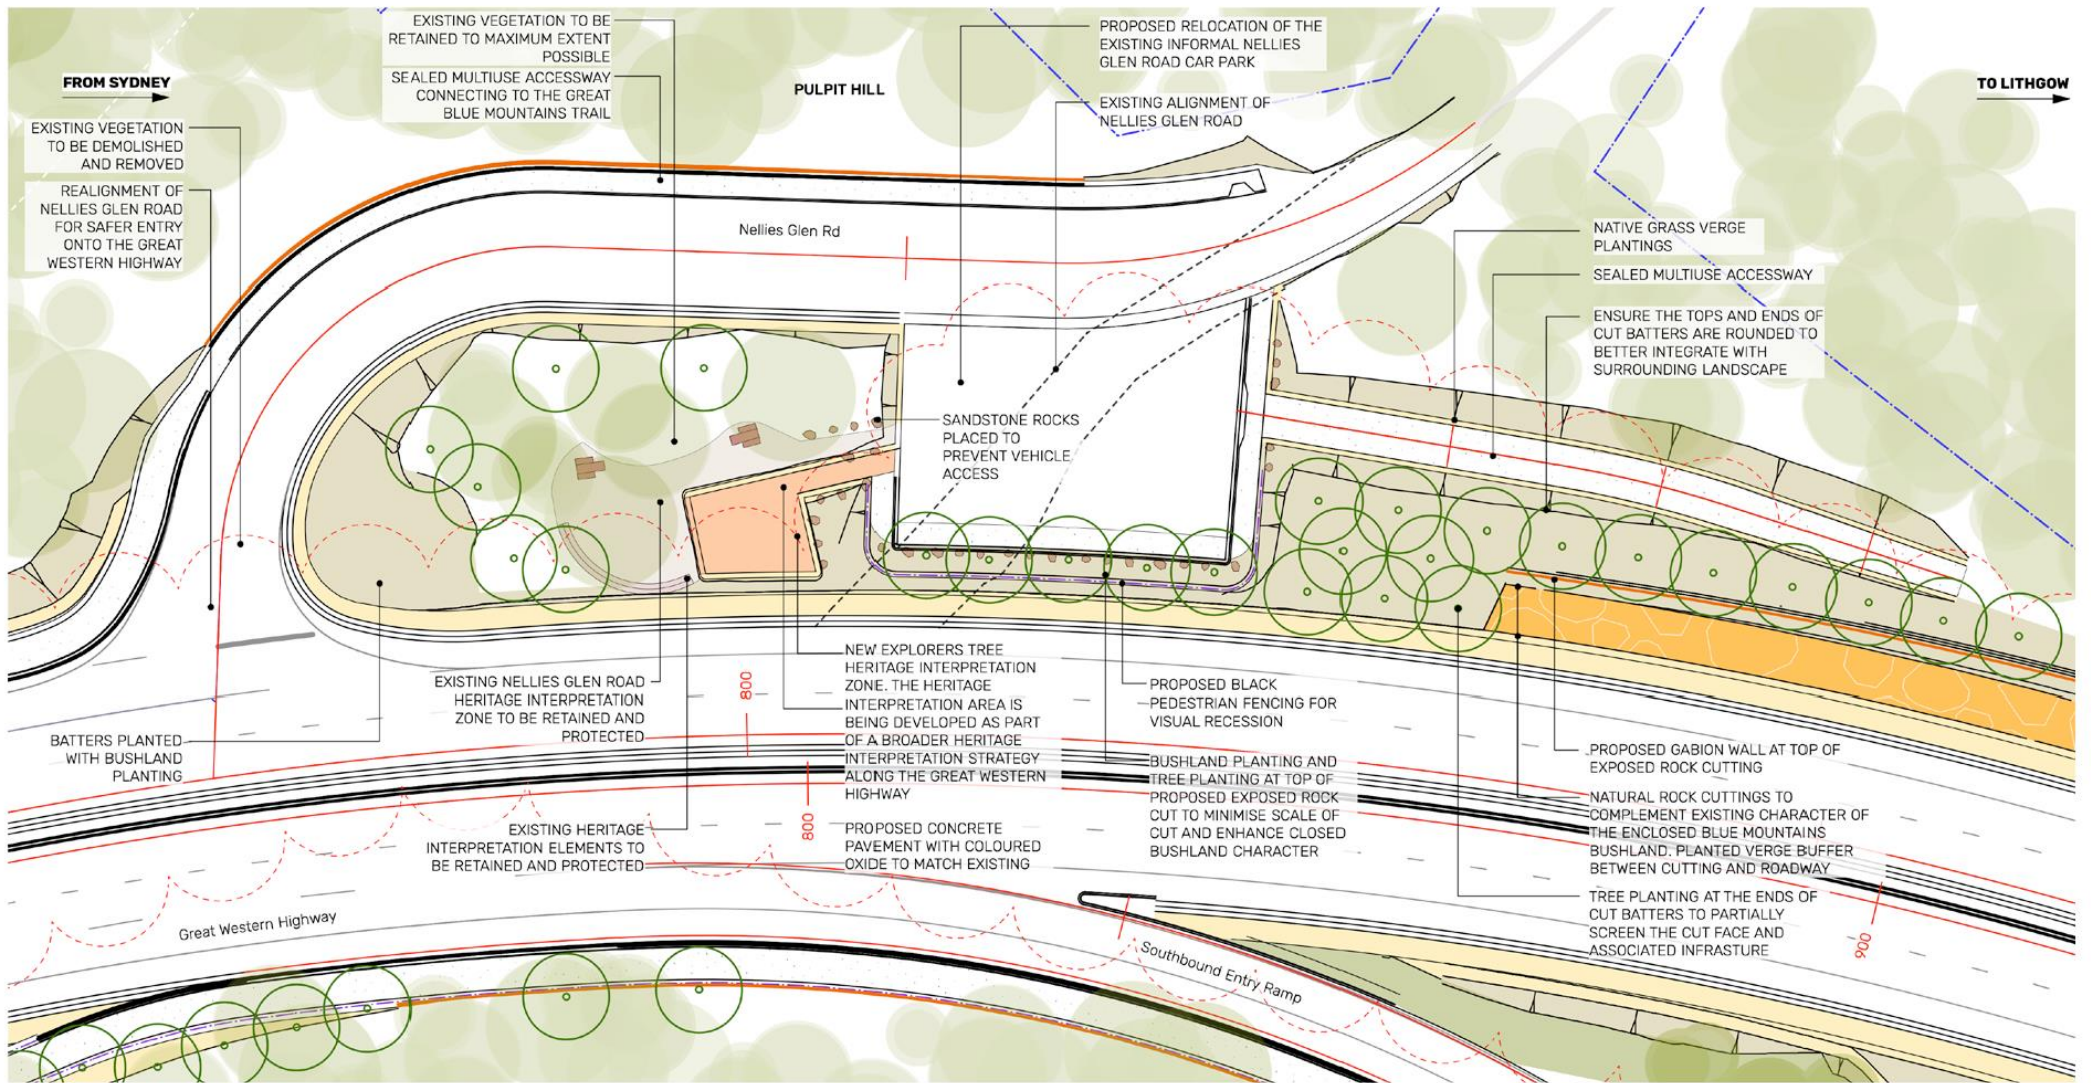 FROM SYDNEY
EXISTING VEGETATION
TO BE DEMOLISHED
AND REMOVED
REALIGNMENT OF
NELLIES GLEN ROAD
FOR SAFER ENTRY
ONTO THE GREAT
WESTERN HIGHWAY
EXISTING VEGETATION TO BE
RETAINED TO MAXIMUM EXTENT
POSSIBLE
SEALED MULTIUSE ACCESSWAY
CONNECTING TO THE GREAT
BLUE MOUNTAINS TRAIL
PULPIT HILL
PROPOSED RELOCATION OF THE
EXISTING INFORMAL NELLIES
GLEN ROAD CAR PARK
EXISTING ALIGNMENT OF
NELLIES GLEN ROAD
TO LITHGOW
NATIVE GRASS VERGE
PLANTINGS
SEALED MULTIUSE ACCESSWAY
ENSURE THE TOPS AND ENDS OF
CUT BATTERS ARE ROUNDED TO
BETTER INTEGRATE WITH
SURROUNDING LANDSCAPE
Nellies Glen Rd
SANDSTONE ROCKS
PLACED TO
PREVENT VEHICLE
ACCESS
BATTERS PLANTED
WITH BUSHLAND
PLANTING
EXISTING NELLIES GLEN ROAD
HERITAGE INTERPRETATION
ZONE TO BE RETAINED AND
PROTECTED
EXISTING HERITAGE
INTERPRETATION ELEMENTS TO
BE RETAINED AND PROTECTED
800
800
NEW EXPLORERS TREE
HERITAGE INTERPRETATION
ZONE. THE HERITAGE
INTERPRETATION AREA IS
BEING DEVELOPED AS PART
OF A BROADER HERITAGE
INTERPRETATION STRATEGY
ALONG THE GREAT WESTERN
HIGHWAY
PROPOSED CONCRETE
PAVEMENT WITH COLOURED
OXIDE TO MATCH EXISTING
PROPOSED BLACK
PEDESTRIAN FENCING FOR
VISUAL RECESSION
BUSHLAND PLANTING AND
TREE PLANTING AT TOP OF
PROPOSED EXPOSED ROCK
CUT TO MINIMISE SCALE OF
CUT AND ENHANCE CLOSED
BUSHLAND CHARACTER
PROPOSED GABION WALL AT TOP OF
EXPOSED ROCK CUTTING
NATURAL ROCK CUTTINGS TO
COMPLEMENT EXISTING CHARACTER OF
THE ENCLOSED BLUE MOUNTAINS
BUSHLAND. PLANTED VERGE BUFFER
BETWEEN CUTTING AND ROADWAY
TREE PLANTING AT THE ENDS OF
CUT BATTERS TO PARTIALLY
SCREEN THE CUT FACE AND
ASSOCIATED INFRASTURE
900
Great Western Highway
Southbound Entry Ramp